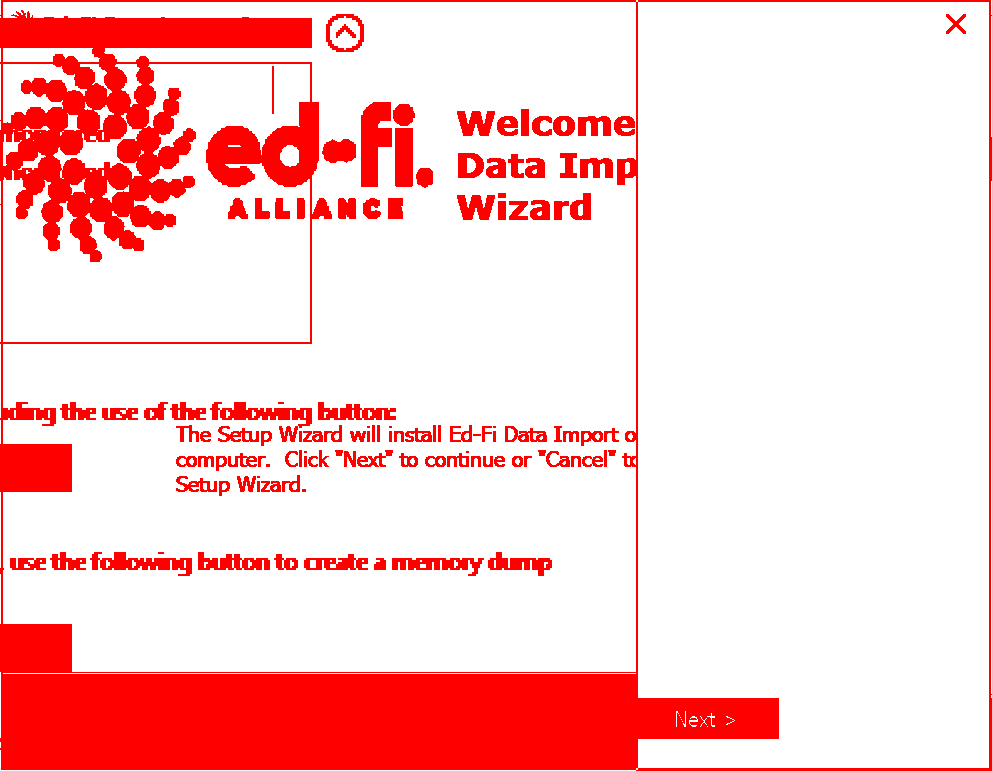 ed-fi.
ALLIANCE
Welcome
Data Imp
Wizard
ding the use of the following button:
The Setup Wizard will install Ed-Fi Data Import o
computer. Click "Next" to continue or "Cancel" to
Setup Wizard.
, use the following button to create a memory dump
Next >